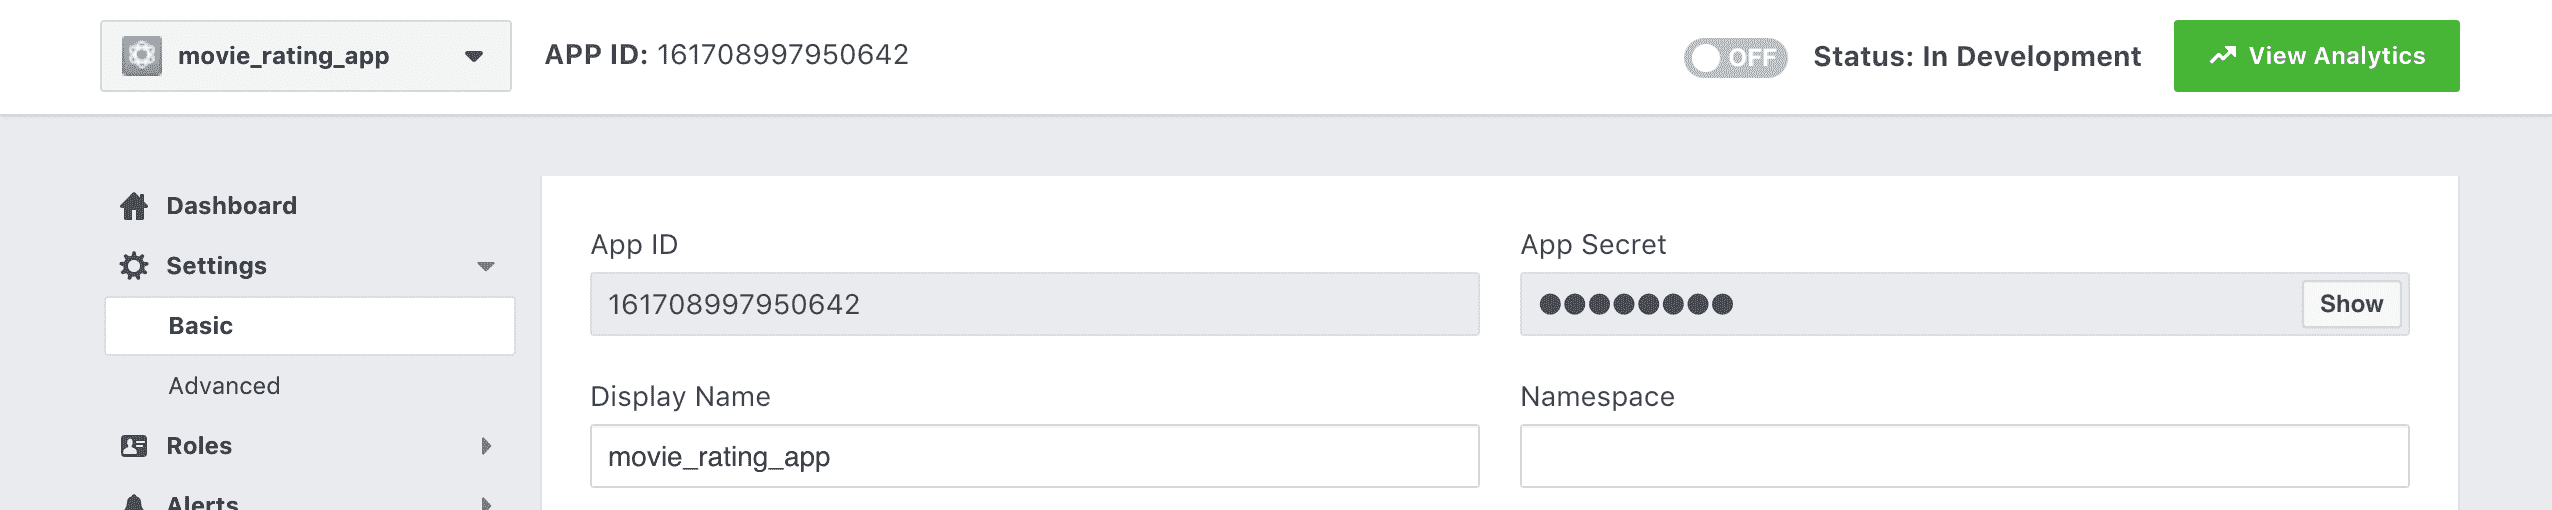 movie_rating_app
APP ID: 161708997950642
OFF
Status: In Development
View Analytics
Dashboard
Settings
Basic
Advanced
Roles
Alerts
App ID
161708997950642
App Secret
●●●●●●●●
Show
Display Name
movie_rating_app
Namespace